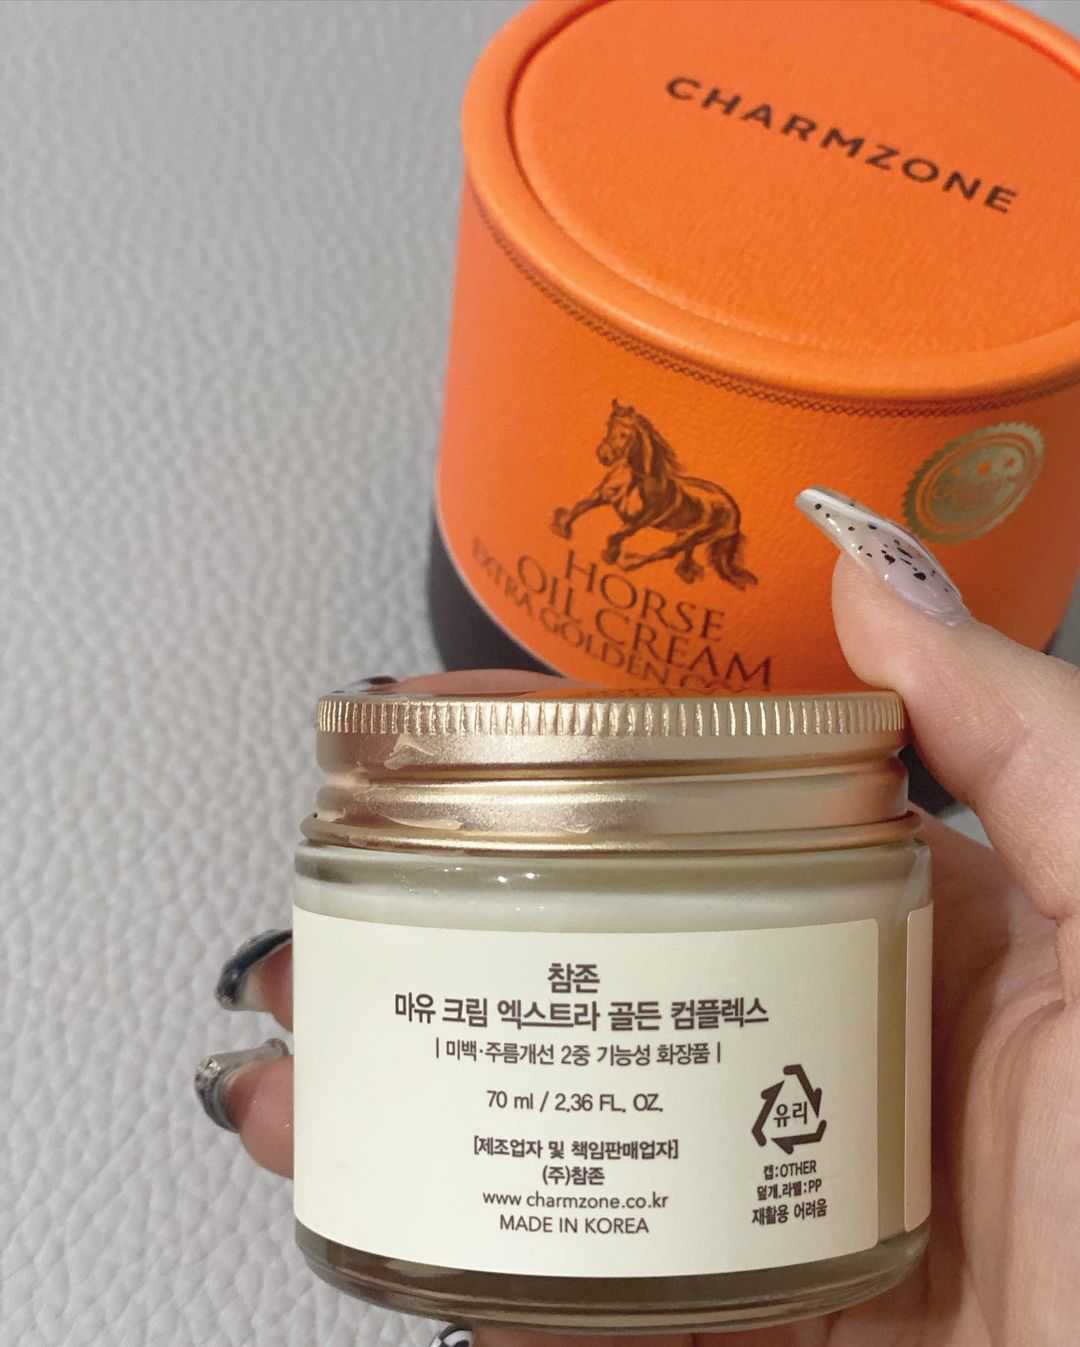 CHARMZONE
HORSE
OIL CREAM
EXTRA GOLDEN
참존
마유 크림 엑스트라 골든 컴플렉스
| 미백·주름개선 2중 기능성 화장품 |
70 ml / 2.36 FL. OZ.
[제조업자 및 책임판매업자]
(주)참존
www.charmzone.co.kr
MADE IN KOREA
유리
캡:OTHER
덮개,라벨:PP
재활용 어려움